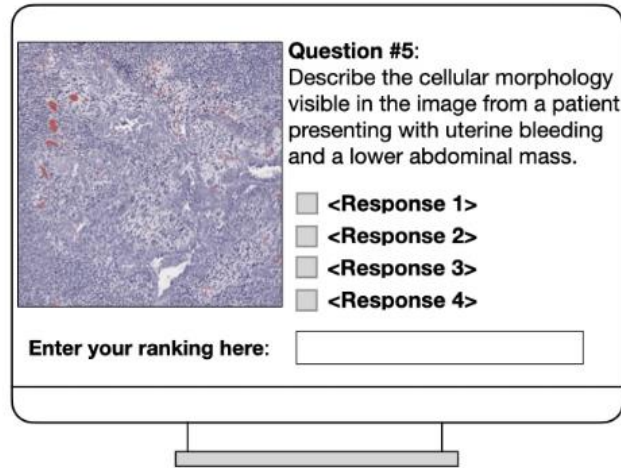 Question #5:
Describe the cellular morphology
visible in the image from a patient
presenting with uterine bleeding
and a lower abdominal mass.
<Response 1>
<Response 2>
<Response 3>
<Response 4>
Enter your ranking here: